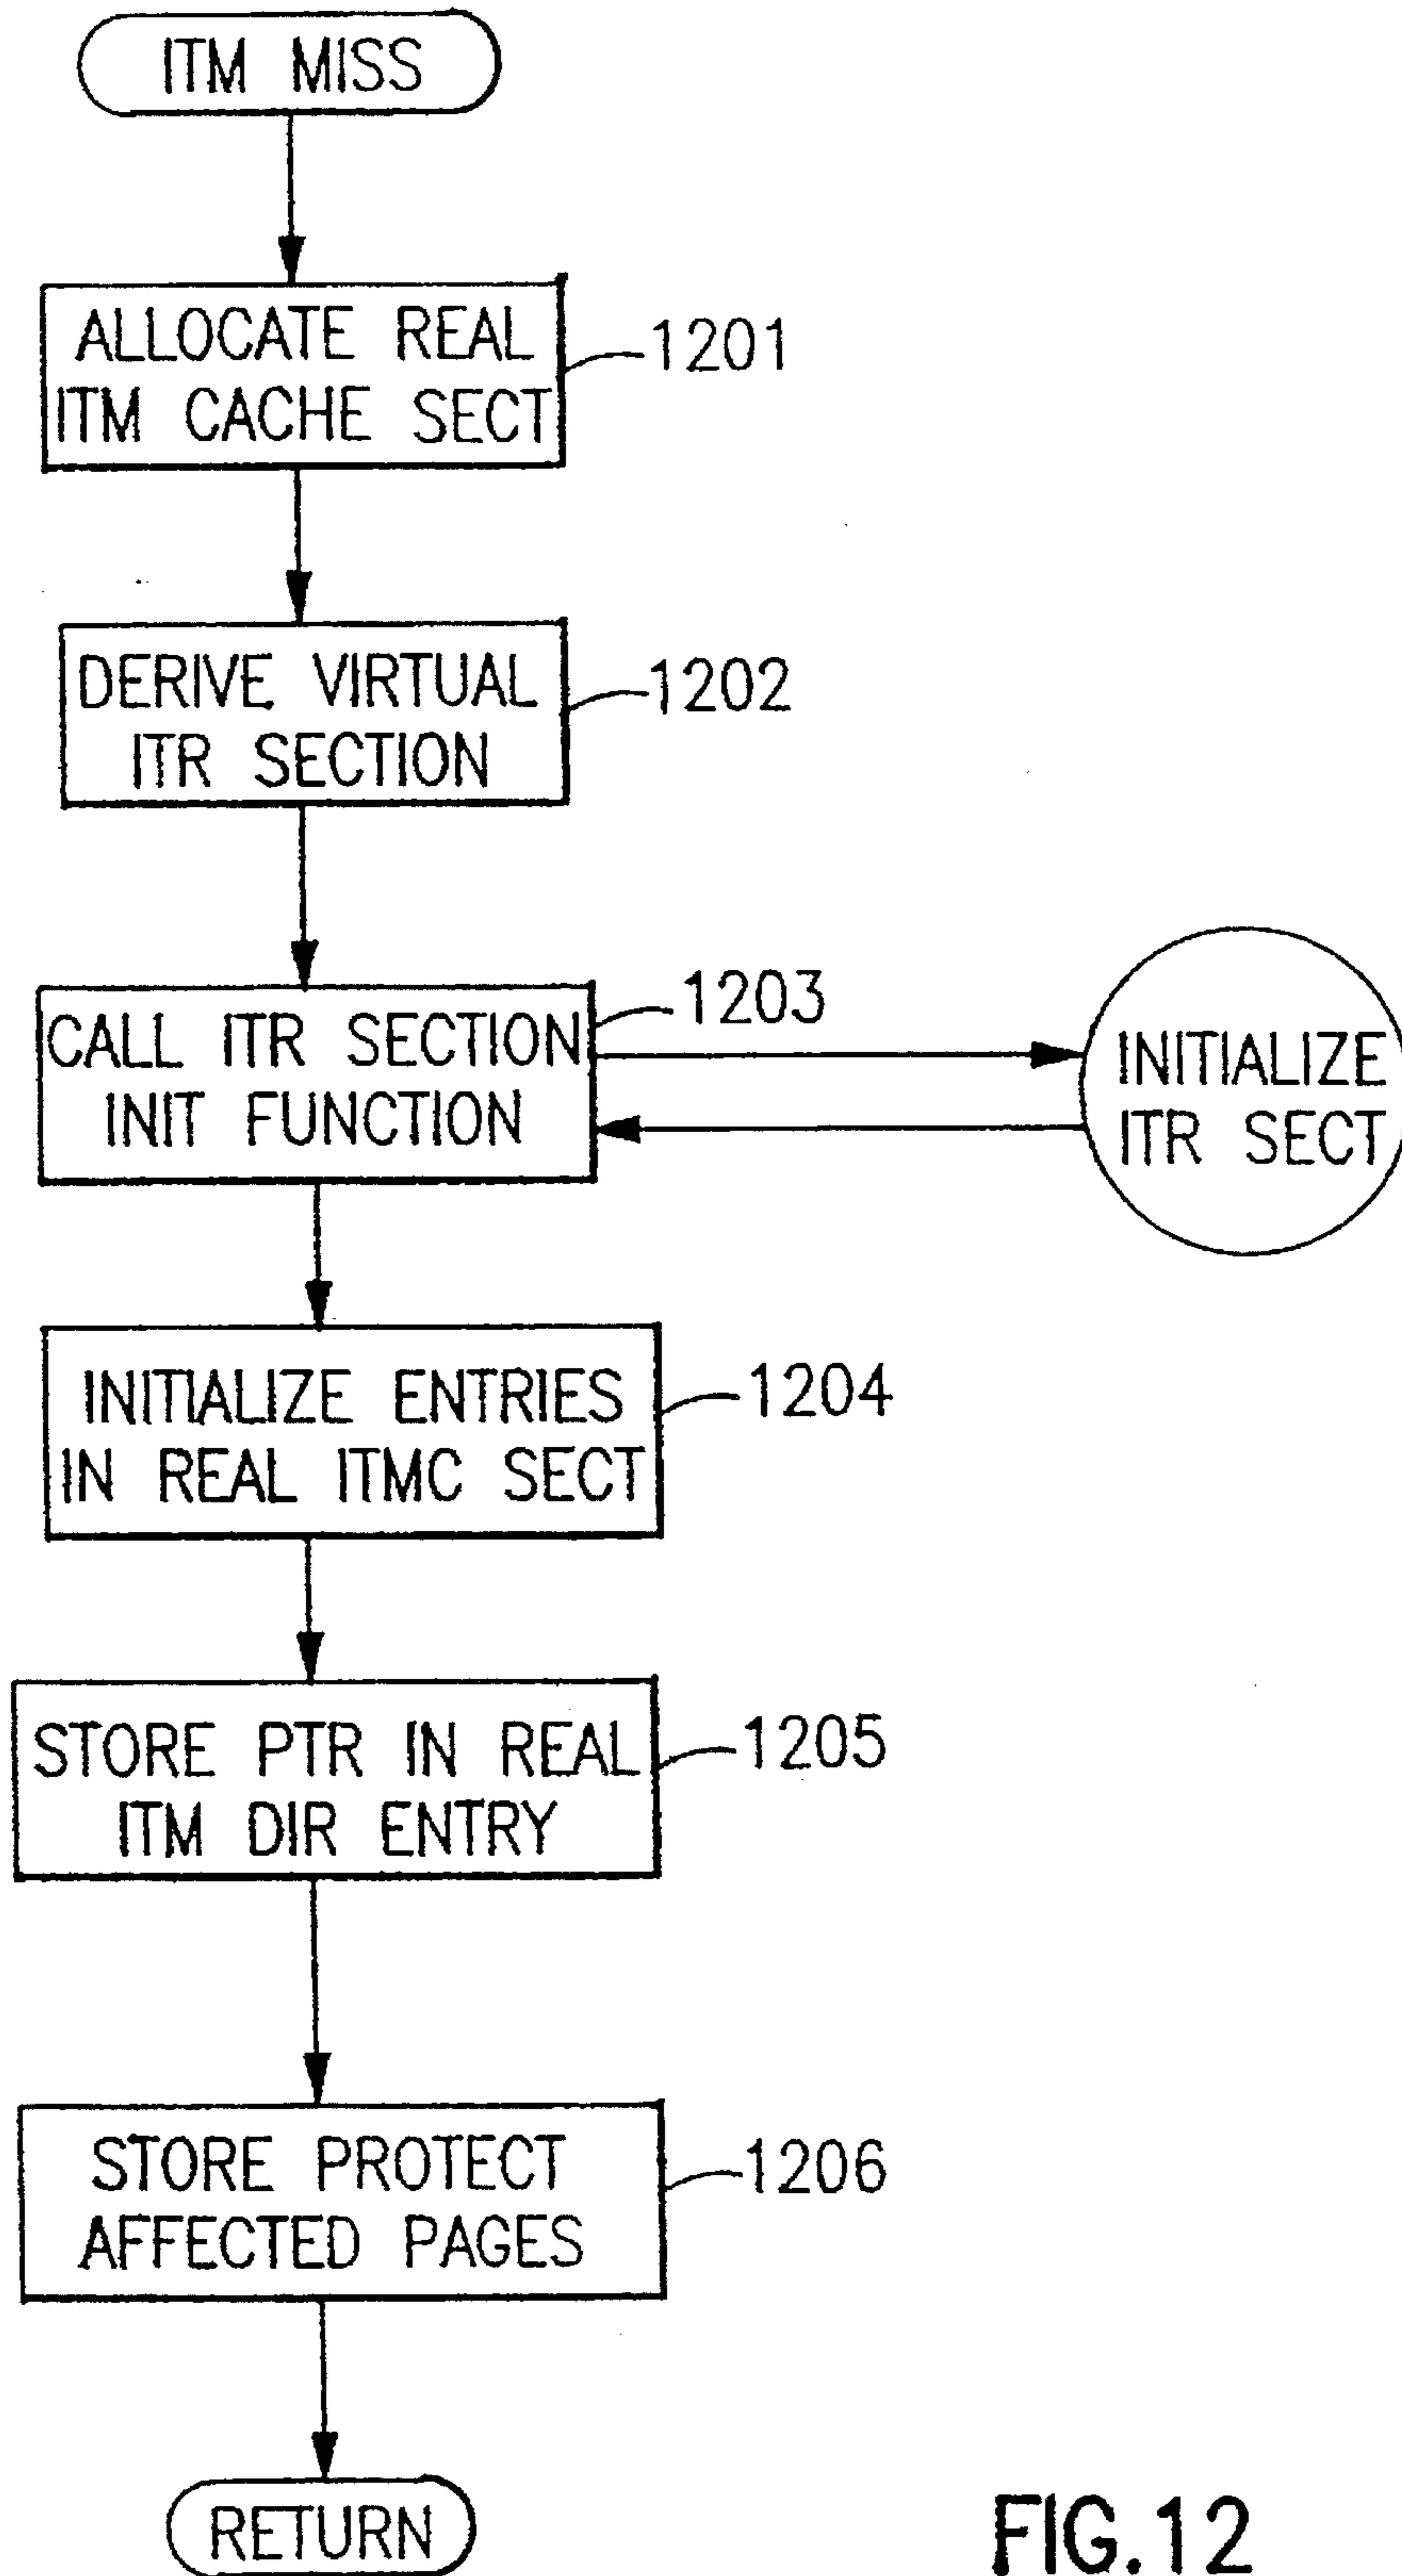 ITM MISS
ALLOCATE REAL
ITM CACHE SECT
1201
DERIVE VIRTUAL
ITR SECTION
1202
CALL ITR SECTION
INIT FUNCTION
1203
INITIALIZE
ITR SECT
INITIALIZE ENTRIES
IN REAL ITMC SECT
1204
STORE PTR IN REAL
ITM DIR ENTRY
1205
STORE PROTECT
AFFECTED PAGES
1206
RETURN
FIG.12